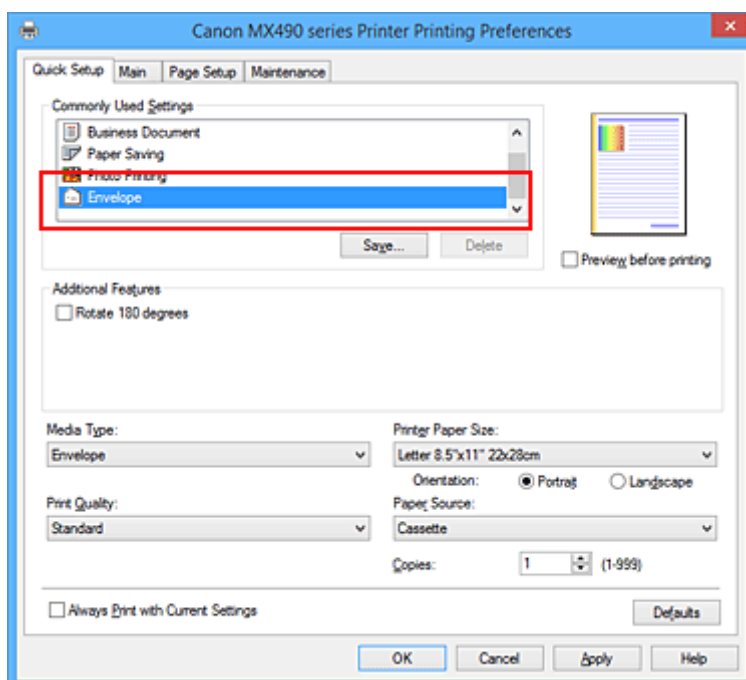 Canon MX490 series Printer Printing Preferences
Quick Setup Main Page Setup Maintenance
Commonly Used Settings
Business Document
Paper Saving
Photo Printing
Envelope
Save... Delete
Preview before printing
Additional Features
Rotate 180 degrees
Media Type:
Envelope
Printer Paper Size:
Letter 8.5"x11" 22x28cm
Orientation: Portrait Landscape
Print Quality:
Standard
Paper Source:
Cassette
Copies: 1 (1-999)
Always Print with Current Settings
Defaults
OK Cancel Apply Help